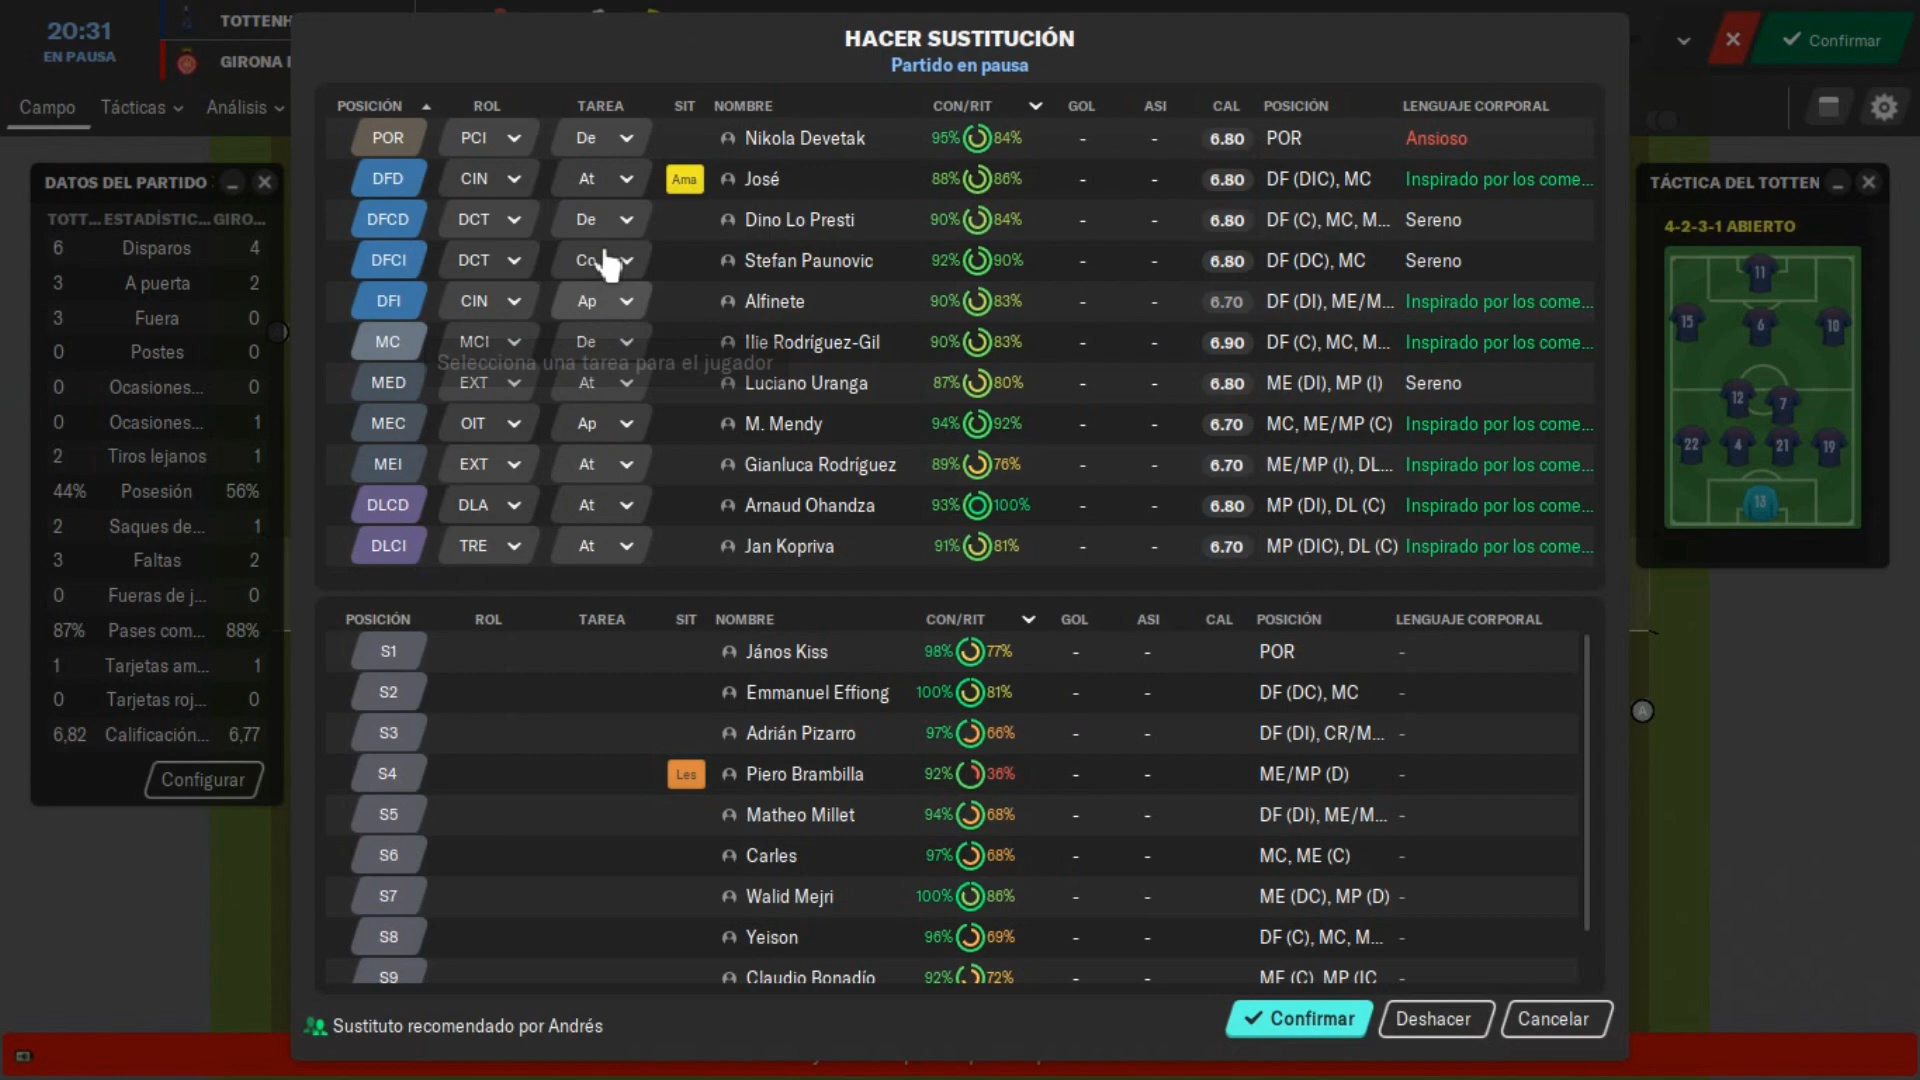 20:31
EN PAUSA
TOTTENH
GIRONA
HACER SUSTITUCIÓN
Partido en pausa
Confirmar
Campo
Tácticas
Análisis
DATOS DEL PARTIDO
TOTT... ESTADÍSTIC... GIRO...
6 Disparos 4
3 A puerta 2
3 Fuera 0
0 Postes 0
0 Ocasiones... 0
0 Ocasiones... 1
2 Tiros lejanos 1
44% Posesión 56%
2 Saques de... 1
3 Faltas 2
0 Fueras de j... 0
87% Pases com... 88%
1 Tarjetas am... 1
0 Tarjetas roj... 0
6,82 Calificación... 6,77
Configurar
POSICIÓN ROL TAREA SIT NOMBRE CON/RIT GOL ASI CAL POSICIÓN LENGUAJE CORPORAL
POR PCI De Nikola Devetak 95% 84% - - 6.80 POR Ansioso
DFD CIN At Ama José 88% 86% - - 6.80 DF (DIC), MC Inspirado por los come...
DFCD DCT De Dino Lo Presti 90% 84% - - 6.80 DF (C), MC, M... Sereno
DFCI DCT Co Stefan Paunovic 92% 90% - - 6.80 DF (DC), MC Sereno
DFI CIN Ap Alfinete 90% 83% - - 6.70 DF (DI), ME/M... Inspirado por los come...
MC MCI De Ilie Rodríguez-Gil 90% 83% - - 6.90 DF (C), MC, M... Inspirado por los come...
Selecciona una tarea para el jugador
MED EXT At Luciano Uranga 87% 80% - - 6.80 ME (DI), MP (I) Sereno
MEC OIT Ap M. Mendy 94% 92% - - 6.70 MC, ME/MP (C) Inspirado por los come...
MEI EXT At Gianluca Rodríguez 89% 76% - - 6.70 ME/MP (I), DL... Inspirado por los come...
DLCD DLA At Arnaud Ohandza 93% 100% - - 6.80 MP (DI), DL (C) Inspirado por los come...
DLCI TRE At Jan Kopriva 91% 81% - - 6.70 MP (DIC), DL (C) Inspirado por los come...
POSICIÓN ROL TAREA SIT NOMBRE CON/RIT GOL ASI CAL POSICIÓN LENGUAJE CORPORAL
S1 János Kiss 98% 77% - - POR -
S2 Emmanuel Effiong 100% 81% - - DF (DC), MC -
S3 Adrián Pizarro 97% 66% - - DF (DI), CR/M... -
S4 Les Piero Brambilla 92% 36% - - ME/MP (D) -
S5 Matheo Millet 94% 68% - - DF (DI), ME/M... -
S6 Carles 97% 68% - - MC, ME (C) -
S7 Walid Mejri 100% 86% - - ME (DC), MP (D) -
S8 Yeison 96% 69% - - DF (C), MC, M... -
S9 Claudio Bonadío 92% 72% - - ME (C), MP (IC
Sustituto recomendado por Andrés
Confirmar
Deshacer
Cancelar
TÁCTICA DEL TOTTEN
4-2-3-1 ABIERTO
11
15 6 10
12 7
22 4 21 19
13
A